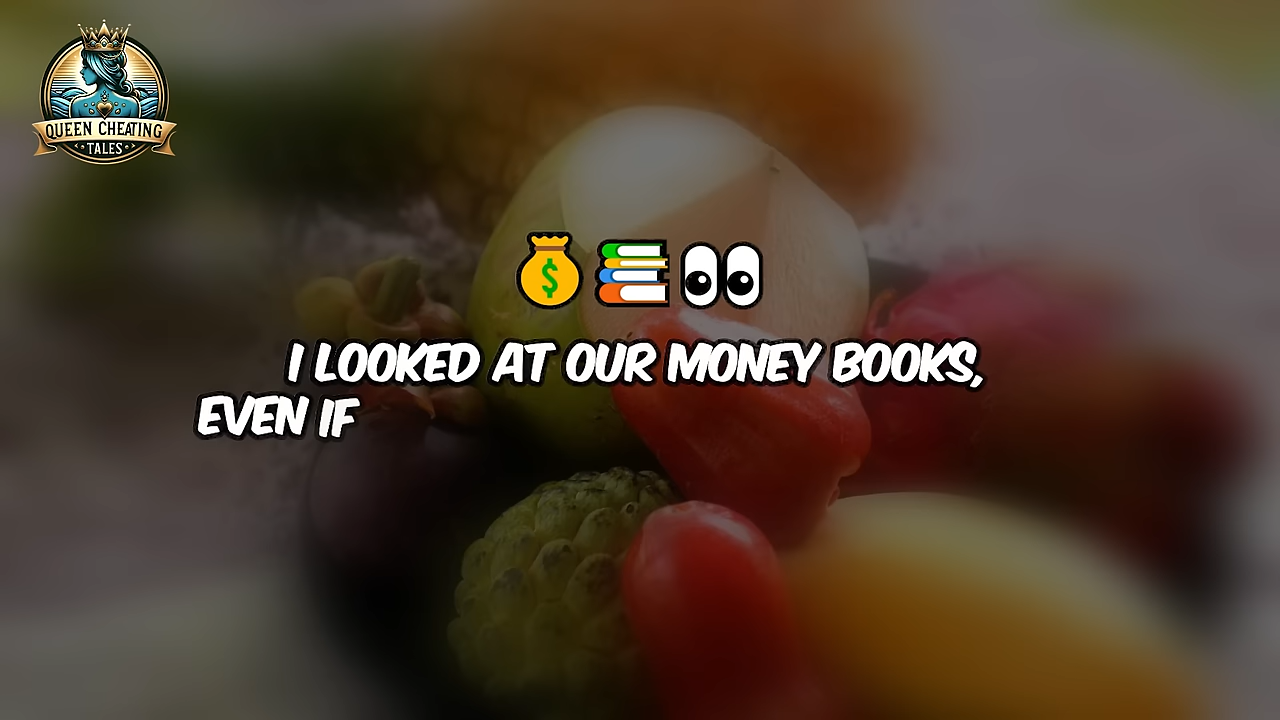 QUEEN CHEATING
TALES
I LOOKED AT OUR MONEY BOOKS,
EVEN IF